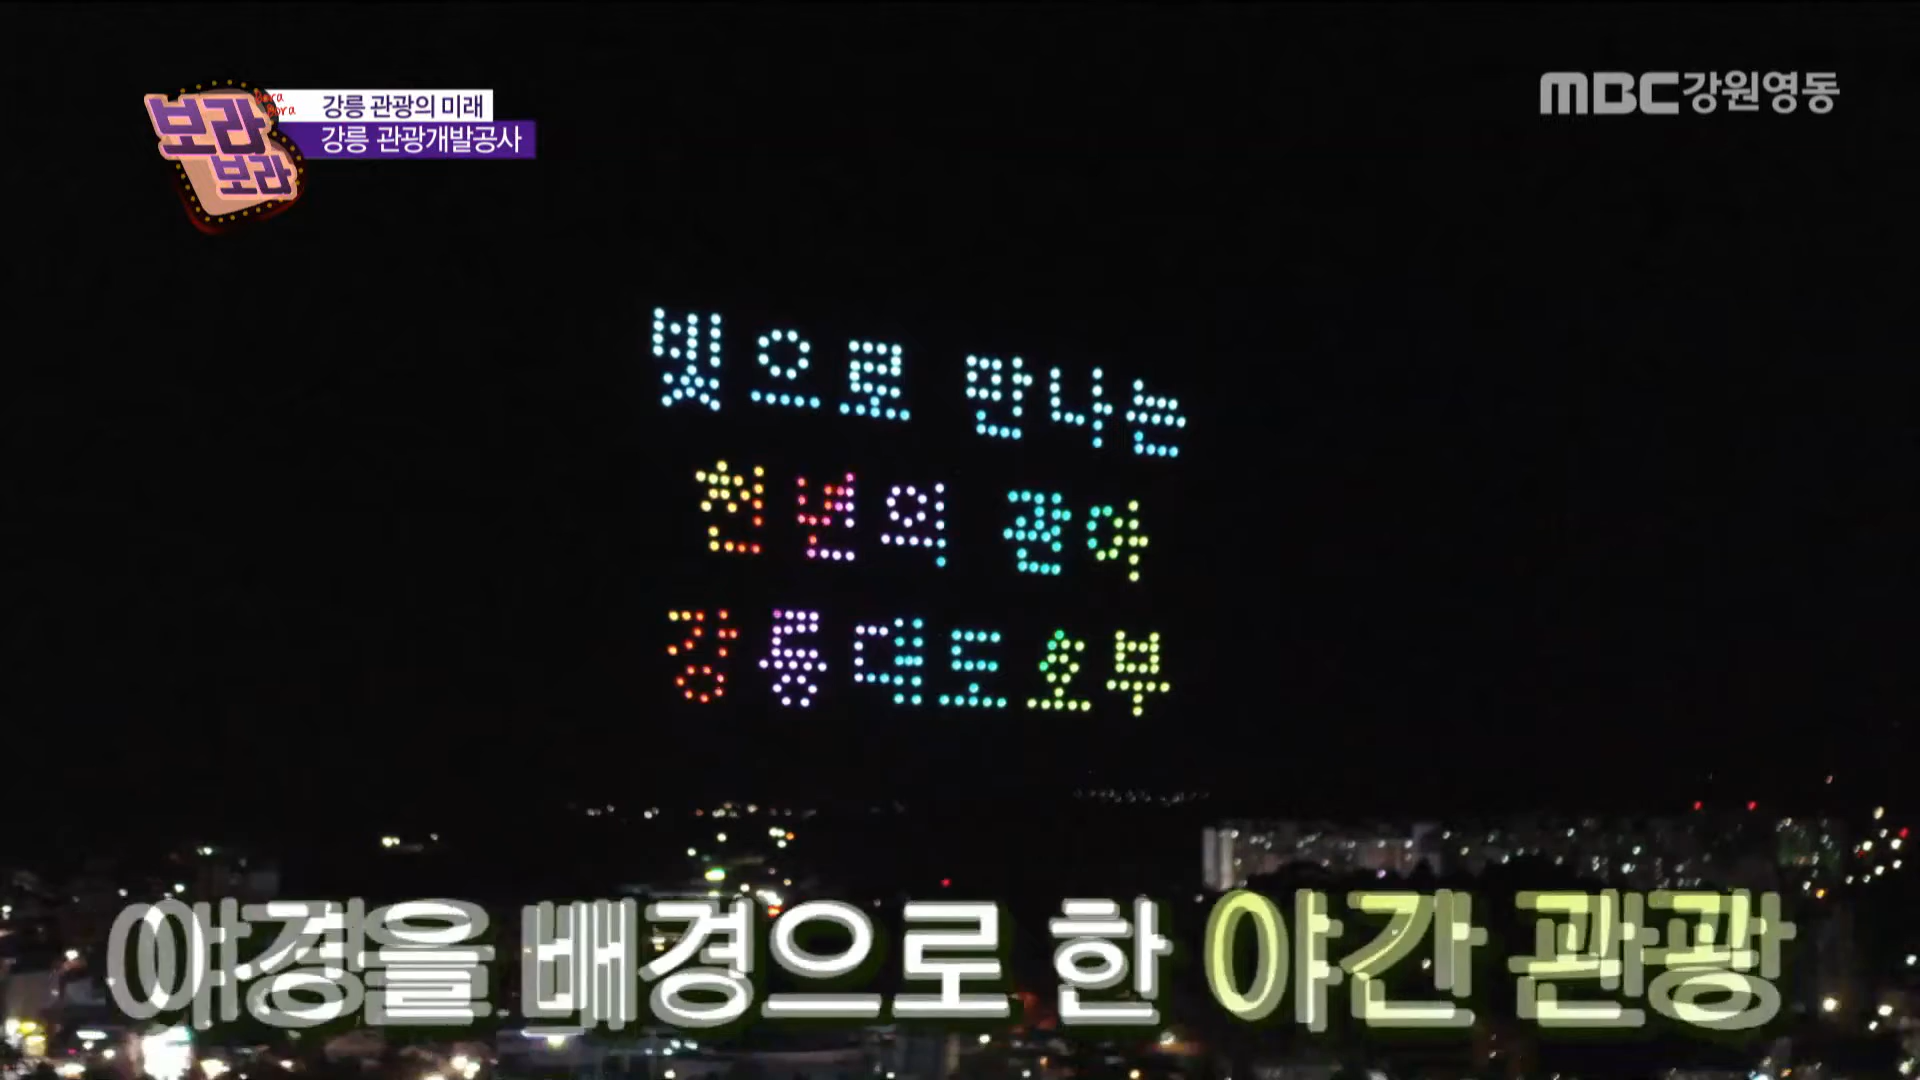 보라
보라
Bora
Bora
강릉 관광의 미래
강릉 관광개발공사
MBC강원영동
빛으로 만나는
천년의 관아
강릉대도호부
야경을 배경으로 한 야간 관광